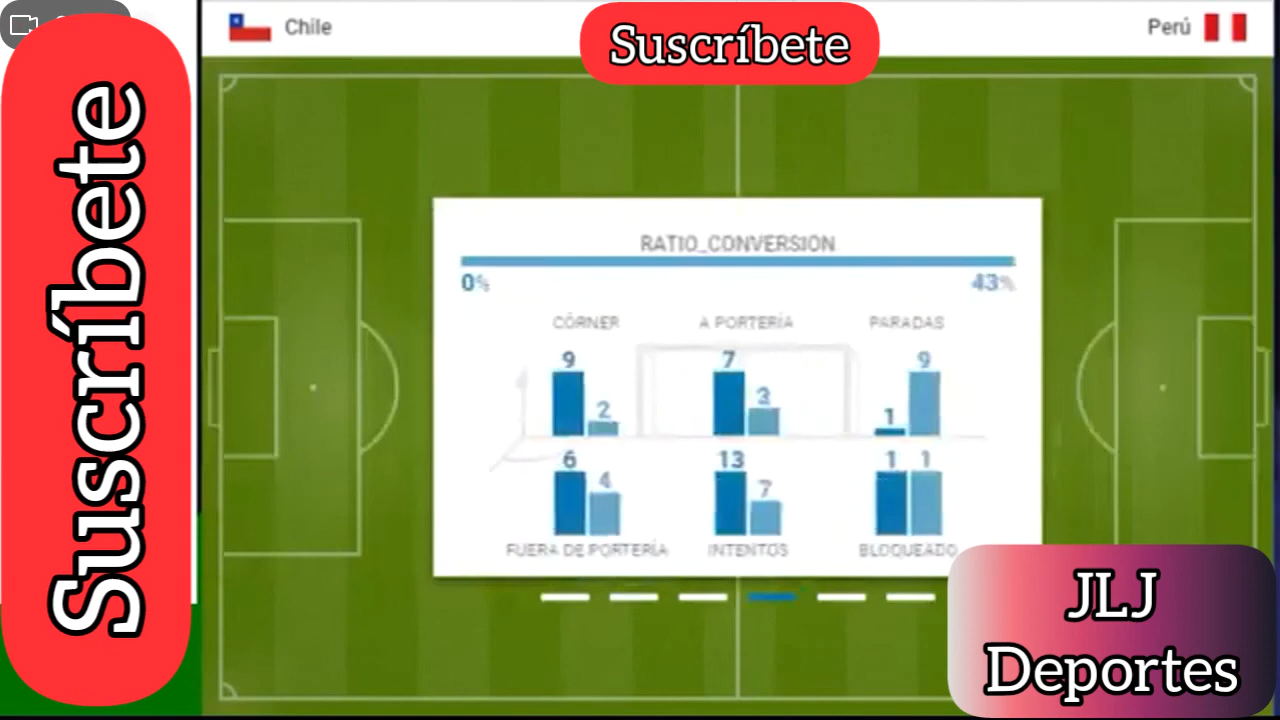 Chile
Suscríbete
Perú
Suscríbete
RATIO_CONVERSION
0%
43%
CÓRNER
A PORTERÍA
PARADAS
9
2
7
3
1
9
6
4
13
7
1
1
FUERA DE PORTERÍA
INTENTOS
BLOQUEADO
JLJ
Deportes